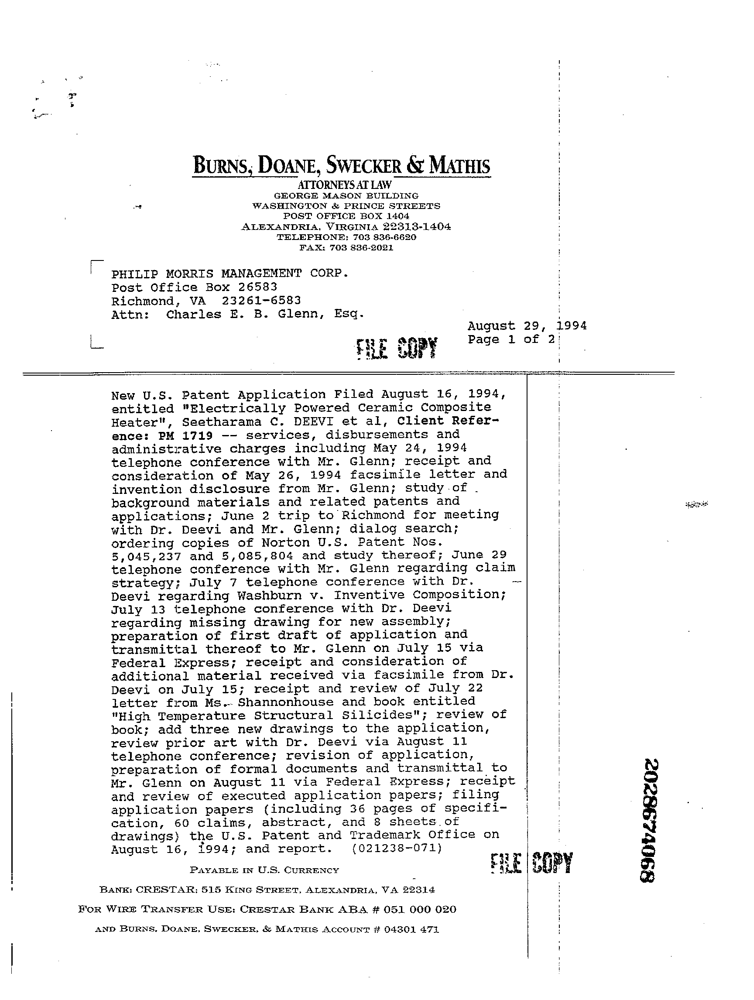 BURNS, DOANE, SWECKER & MATHIS
ATTORNEYS AT LAW
GEORGE MASON BUILDING
WASHINGTON & PRINCE STREETS
POST OFFICE BOX 1404
ALEXANDRIA, VIRGINIA 22313-1404
TELEPHONE: 703 836-6620
FAX: 703 836-2021
PHILIP MORRIS MANAGEMENT CORP.
Post Office Box 26583
Richmond, VA 23261-6583
Attn: Charles E. B. Glenn, Esq.
August 29, 1994
Page 1 of 2
FILE COPY
New U.S. Patent Application Filed August 16, 1994,
entitled "Electrically Powered Ceramic Composite
Heater", Seetharama C. DEEVI et al, Client Refer-
ence: PM 1719 -- services, disbursements and
administrative charges including May 24, 1994
telephone conference with Mr. Glenn; receipt and
consideration of May 26, 1994 facsimile letter and
invention disclosure from Mr. Glenn; study of
background materials and related patents and
applications; June 2 trip to Richmond for meeting
with Dr. Deevi and Mr. Glenn; dialog search;
ordering copies of Norton U.S. Patent Nos.
5,045,237 and 5,085,804 and study thereof; June 29
telephone conference with Mr. Glenn regarding claim
strategy; July 7 telephone conference with Dr.
Deevi regarding Washburn v. Inventive Composition;
July 13 telephone conference with Dr. Deevi
regarding missing drawing for new assembly;
preparation of first draft of application and
transmittal thereof to Mr. Glenn on July 15 via
Federal Express; receipt and consideration of
additional material received via facsimile from Dr.
Deevi on July 15; receipt and review of July 22
letter from Ms. Shannonhouse and book entitled
"High Temperature Structural Silicides"; review of
book; add three new drawings to the application,
review prior art with Dr. Deevi via August 11
telephone conference; revision of application,
preparation of formal documents and transmittal to
Mr. Glenn on August 11 via Federal Express; receipt
and review of executed application papers; filing
application papers (including 36 pages of specifi-
cation, 60 claims, abstract, and 8 sheets of
drawings) the U.S. Patent and Trademark Office on
August 16, 1994; and report. (021238-071)
FILE COPY
PAYABLE IN U.S. CURRENCY
BANK: CRESTAR: 515 KING STREET, ALEXANDRIA, VA 22314
FOR WIRE TRANSFER USE: CRESTAR BANK ABA # 051 000 020
AND BURNS, DOANE, SWECKER, & MATHIS ACCOUNT # 04301 471
2028674068